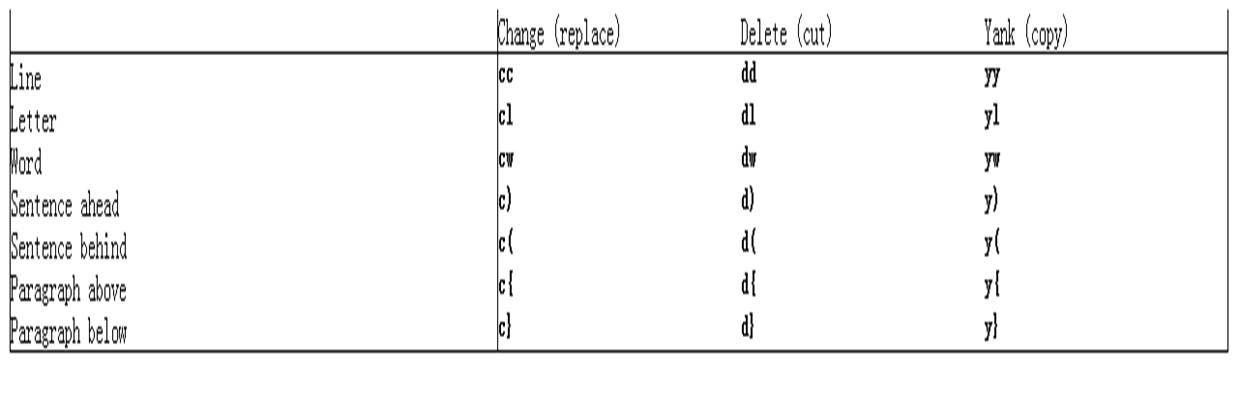 Change (replace) Delete (cut) Yank (copy)
Line cc dd yy
Letter cl dl yl
Word cw dw yw
Sentence ahead c) d) y)
Sentence behind c( d( y(
Paragraph above c{ d{ y{
Paragraph below c} d} y}